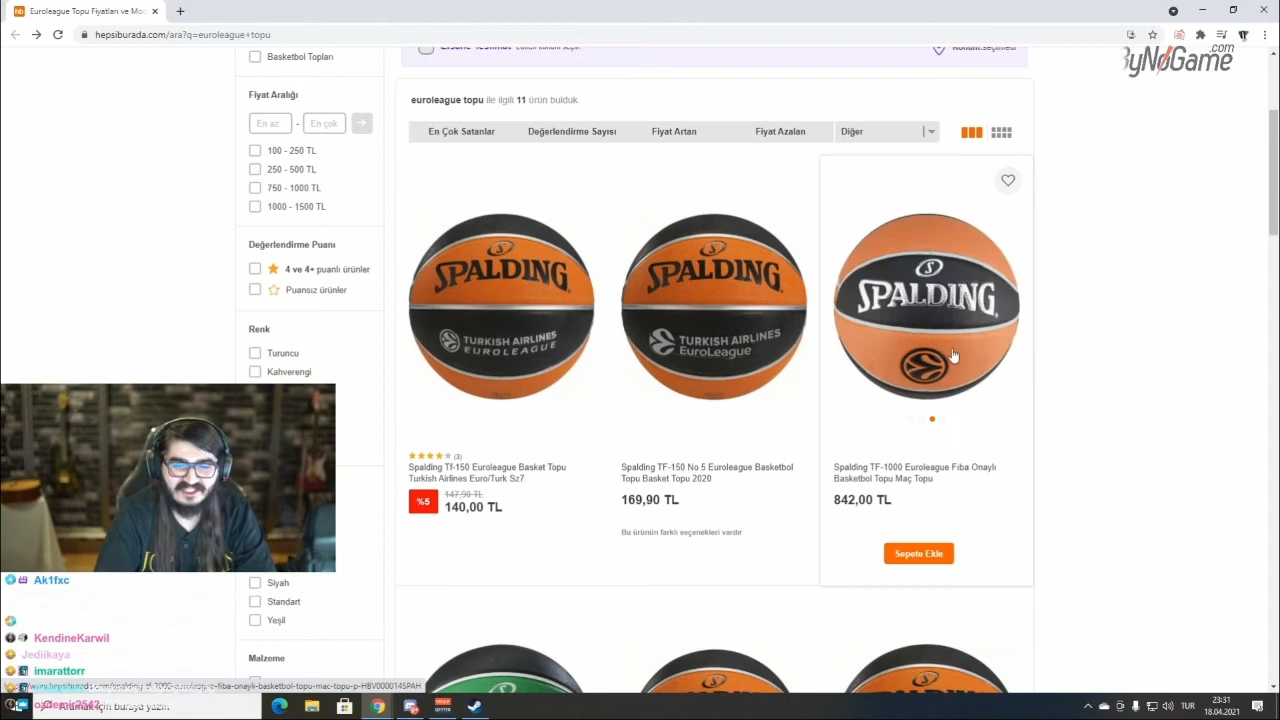 Euroleague Topu Fiyatları ve Moc
hepsiburada.com/ara?q=euroleague+topu
ByNoGame
.com
Basketbol Topları
Fiyat Aralığı
En az
-
En çok
100 - 250 TL
250 - 500 TL
750 - 1000 TL
1000 - 1500 TL
Değerlendirme Puanı
4 ve 4+ puanlı ürünler
Puansız ürünler
Renk
Turuncu
Kahverengi
Siyah
Standart
Yeşil
Malzeme
euroleague topu ile ilgili 11 ürün bulduk
En Çok Satanlar
Değerlendirme Sayısı
Fiyat Artan
Fiyat Azalan
Diğer
SPALDING
TURKISH AIRLINES
EUROLEAGUE
SPALDING
TURKISH AIRLINES
EuroLeague
SPALDING
(3)
Spalding Tf-150 Euroleague Basket Topu
Turkish Airlines Euro/Turk Sz7
%5
147,90 TL
140,00 TL
Spalding TF-150 No 5 Euroleague Basketbol
Topu Basket Topu 2020
169,90 TL
Bu ürünün farklı seçenekleri vardır
Spalding TF-1000 Euroleague Fıba Onaylı
Basketbol Topu Maç Topu
842,00 TL
Sepete Ekle
Ak1fxc
KendineKarwil
Jediikaya
imarattorr
ozdemir2542
Aramak için buraya yazın
TUR
23:31
18.04.2021